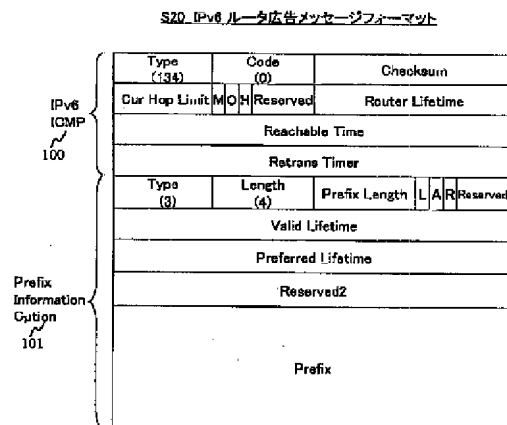 S20 IPv6 ルータ広告メッセージフォーマット
Type (134) Code (0) Checksum
Cur Hop Limit M O H Reserved Router Lifetime
Reachable Time
Retrans Timer
IPv6 ICMP
100
Type (3) Length (4) Prefix Length L A R Reserved
Valid Lifetime
Preferred Lifetime
Reserved2
Prefix
Prefix Information Option
101